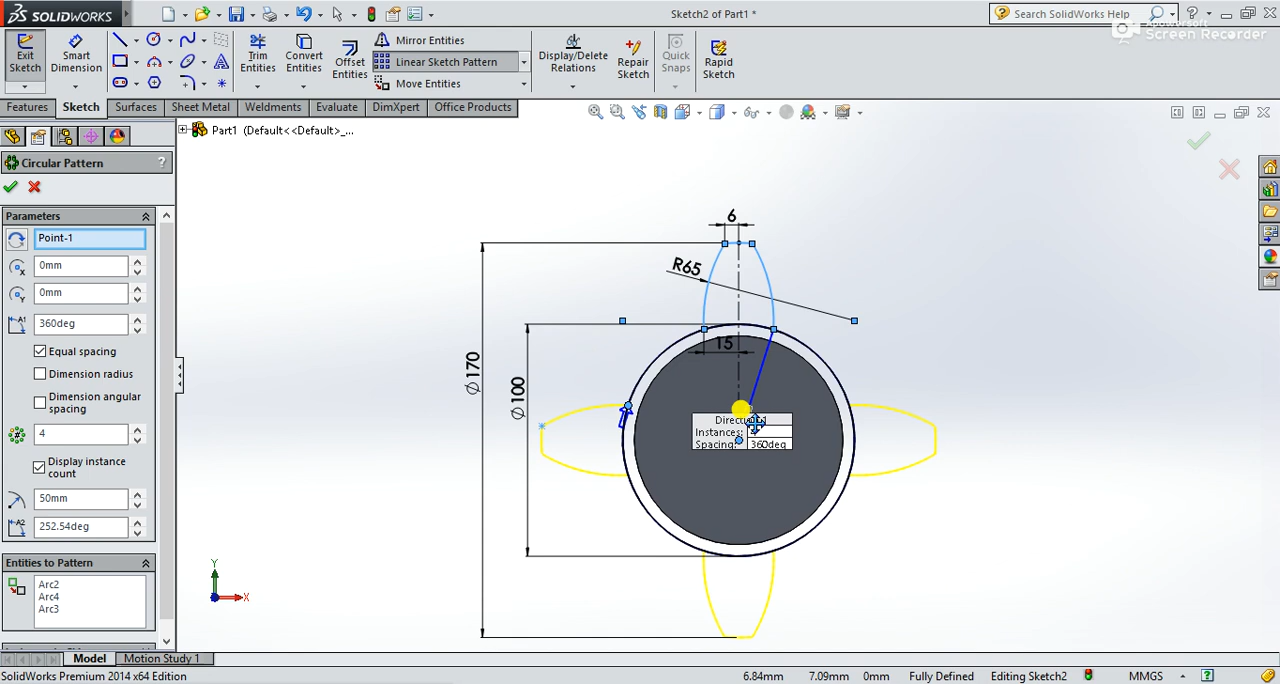 SOLIDWORKS
Sketch2 of Part1 *
Search SolidWorks Help
Apowersoft
Screen Recorder
Exit Sketch
Smart Dimension
Trim Entities
Convert Entities
Offset Entities
Mirror Entities
Linear Sketch Pattern
Move Entities
Display/Delete Relations
Repair Sketch
Quick Snaps
Rapid Sketch
Features Sketch Surfaces Sheet Metal Weldments Evaluate DimXpert Office Products
Part1 (Default<<Default>_...
Circular Pattern ?
Parameters
Point-1
0mm
0mm
360deg
Equal spacing
Dimension radius
Dimension angular
spacing
4
Display instance
count
50mm
252.54deg
Entities to Pattern
Arc2
Arc4
Arc3
6
R65
15
Ø170
Ø100
Instances:
Spacing: 360deg
Y
X
Model Motion Study 1
SolidWorks Premium 2014 x64 Edition
6.84mm 7.09mm 0mm Fully Defined Editing Sketch2 MMGS